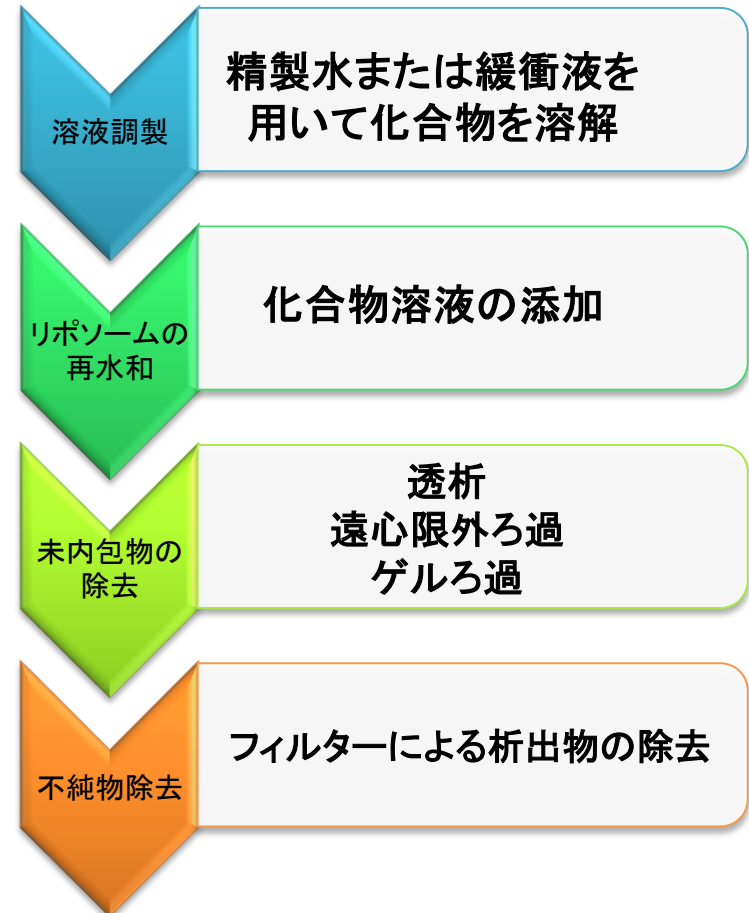 溶液調製
精製水または緩衝液を
用いて化合物を溶解
リポソームの
再水和
化合物溶液の添加
未内包物の
除去
透析
遠心限外ろ過
ゲルろ過
不純物除去
フィルターによる析出物の除去